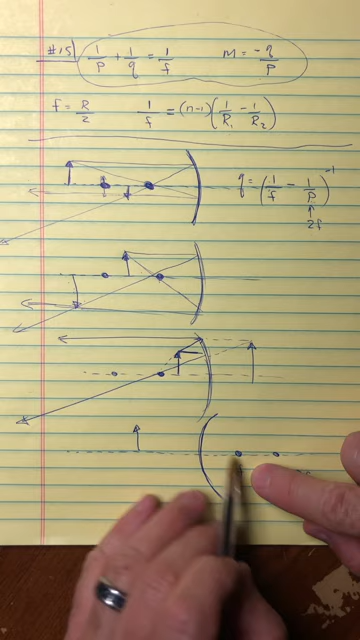 #15 1/p + 1/q = 1/f M = -q/p
f = R/2 1/f = (n-1)(1/R₁ - 1/R₂)
q = (1/f - 1/p)⁻¹
↑
2f